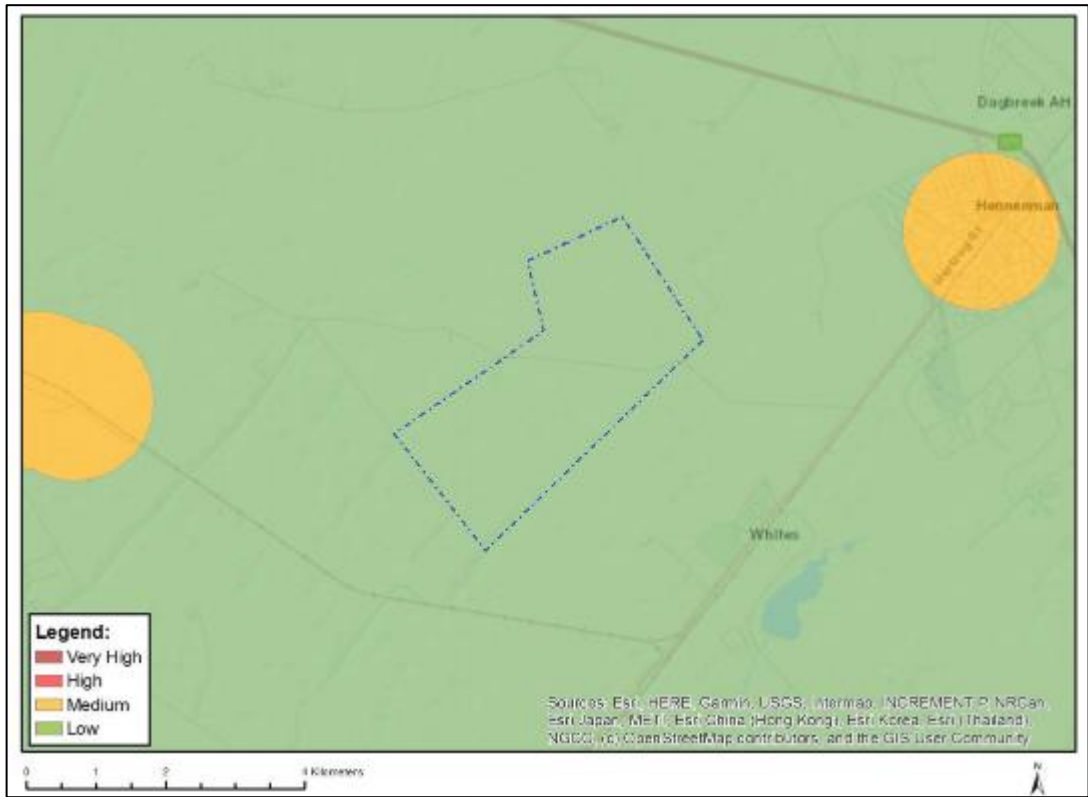 Dagbreek AH
Hennenman
Whites
Legend:
Very High
High
Medium
Low
Sources: Esri, HERE, Garmin, USGS, Intermap, INCREMENT P, NRCan,
Esri Japan, METI, Esri China (Hong Kong), Esri Korea, Esri (Thailand),
NGCC, (c) OpenStreetMap contributors, and the GIS User Community
0 1 2 4 Kilometers
N